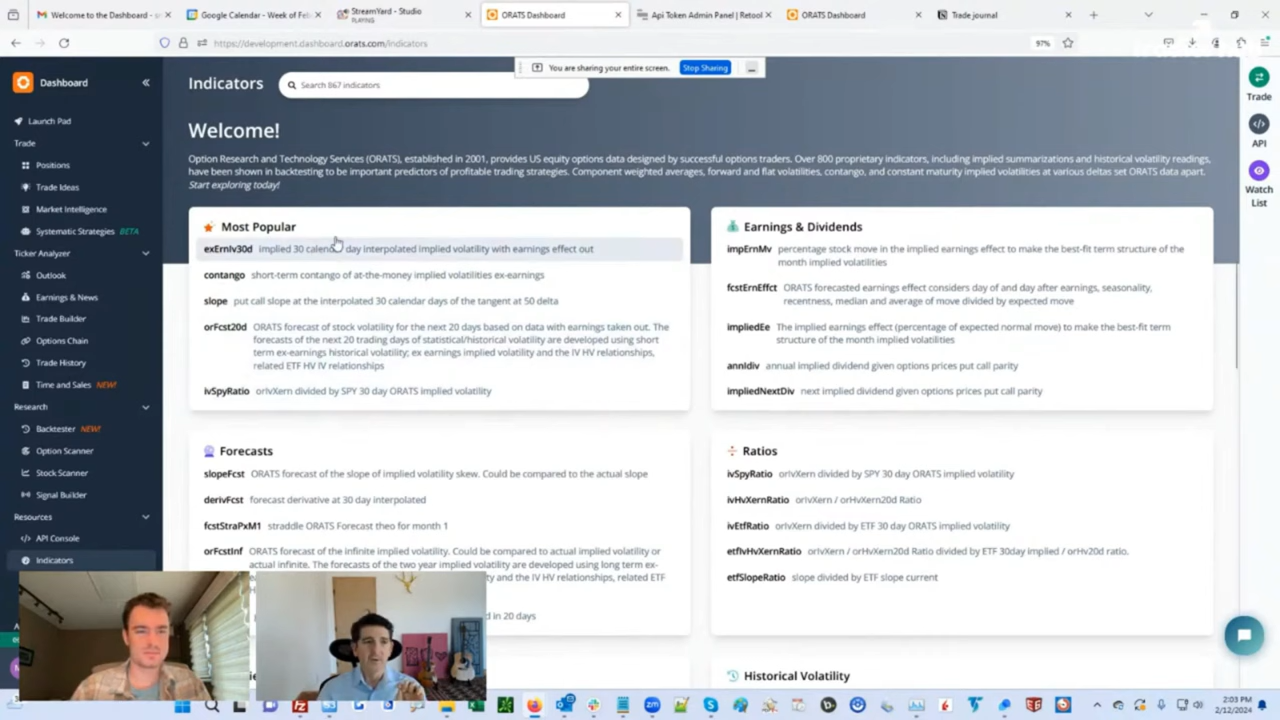 Welcome to the Dashboard - s
Google Calendar - Week of Feb
StreamYard - Studio
PLAYING
ORATS Dashboard
Api Token Admin Panel | Retool
ORATS Dashboard
Trade journal
https://development.dashboard.orats.com/indicators
97%
You are sharing your entire screen.
Stop Sharing
Dashboard
Launch Pad
Trade
Positions
Trade Ideas
Market Intelligence
Systematic Strategies BETA
Ticker Analyzer
Outlook
Earnings & News
Trade Builder
Options Chain
Trade History
Time and Sales NEW!
Research
Backtester NEW!
Option Scanner
Stock Scanner
Signal Builder
Resources
API Console
Indicators
Indicators
Search 867 indicators
Welcome!
Option Research and Technology Services (ORATS), established in 2001, provides US equity options data designed by successful options traders. Over 800 proprietary indicators, including implied summarizations and historical volatility readings,
have been shown in backtesting to be important predictors of profitable trading strategies. Component weighted averages, forward and flat volatilities, contango, and constant maturity implied volatilities at various deltas set ORATS data apart.
Start exploring today!
Most Popular
exErnIv30d implied 30 calendar day interpolated implied volatility with earnings effect out
contango short-term contango of at-the-money implied volatilities ex-earnings
slope put call slope at the interpolated 30 calendar days of the tangent at 50 delta
orFcst20d ORATS forecast of stock volatility for the next 20 days based on data with earnings taken out. The
forecasts of the next 20 trading days of statistical/historical volatility are developed using short
term ex-earnings historical volatility; ex earnings implied volatility and the IV HV relationships,
related ETF HV IV relationships
ivSpyRatio orIvXern divided by SPY 30 day ORATS implied volatility
Earnings & Dividends
impErnMv percentage stock move in the implied earnings effect to make the best-fit term structure of the
month implied volatilities
fcstErnEffct ORATS forecasted earnings effect considers day of and day after earnings, seasonality,
recentness, median and average of move divided by expected move
impliedEe The implied earnings effect (percentage of expected normal move) to make the best-fit term
structure of the month implied volatilities
annIdiv annual implied dividend given options prices put call parity
impliedNextDiv next implied dividend given options prices put call parity
Forecasts
slopeFcst ORATS forecast of the slope of implied volatility skew. Could be compared to the actual slope
derivFcst forecast derivative at 30 day interpolated
fcstStraPxM1 straddle ORATS Forecast theo for month 1
orFcstInf ORATS forecast of the infinite implied volatility. Could be compared to actual implied volatility or
actual infinite. The forecasts of the two year implied volatility are developed using long term ex-
ty and the IV HV relationships, related ETF
d in 20 days
Ratios
ivSpyRatio orIvXern divided by SPY 30 day ORATS implied volatility
ivHvXernRatio orIvXern / orHvXern20d Ratio
ivEtfRatio orIvXern divided by ETF 30 day ORATS implied volatility
etfIvHvXernRatio orIvXern / orHvXern20d Ratio divided by ETF 30day implied / orHv20d ratio.
etfSlopeRatio slope divided by ETF slope current
Historical Volatility
Trade
API
Watch
List
2:03 PM
2/12/2024